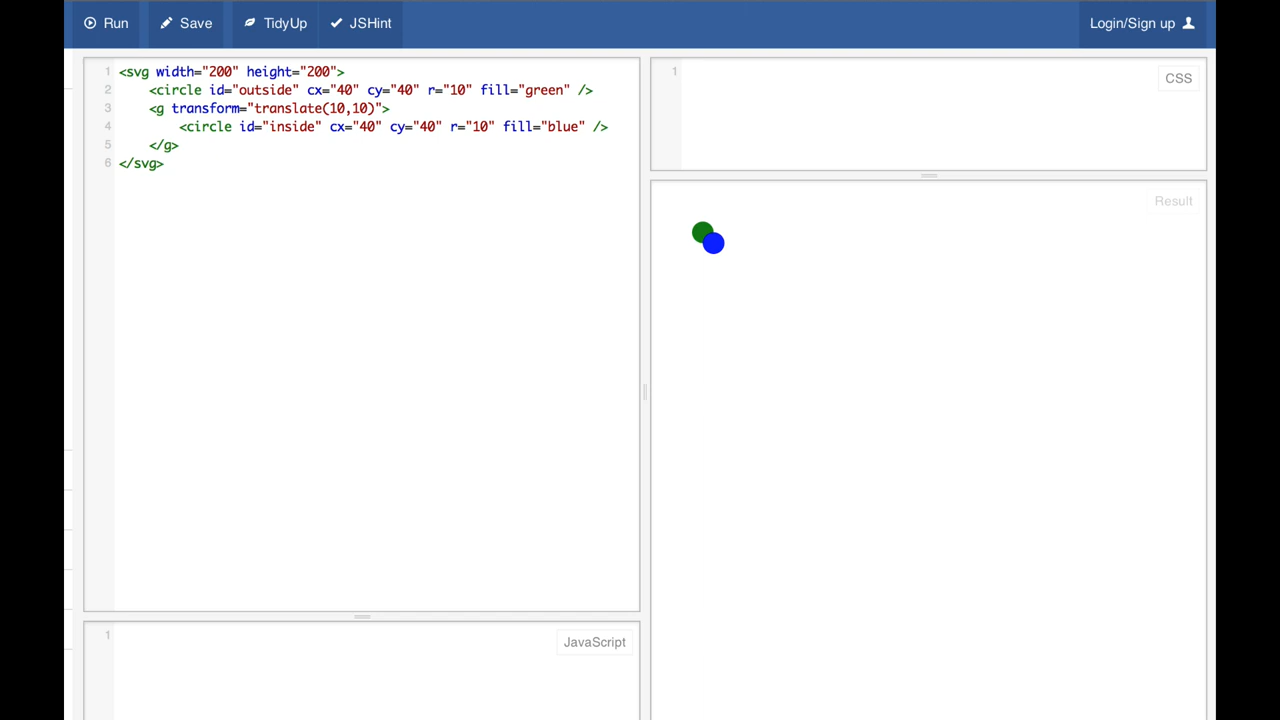 Run Save TidyUp JSHint Login/Sign up
1 <svg width="200" height="200">
2 <circle id="outside" cx="40" cy="40" r="10" fill="green" />
3 <g transform="translate(10,10)">
4 <circle id="inside" cx="40" cy="40" r="10" fill="blue" />
5 </g>
6 </svg>
1 CSS
Result
1 JavaScript